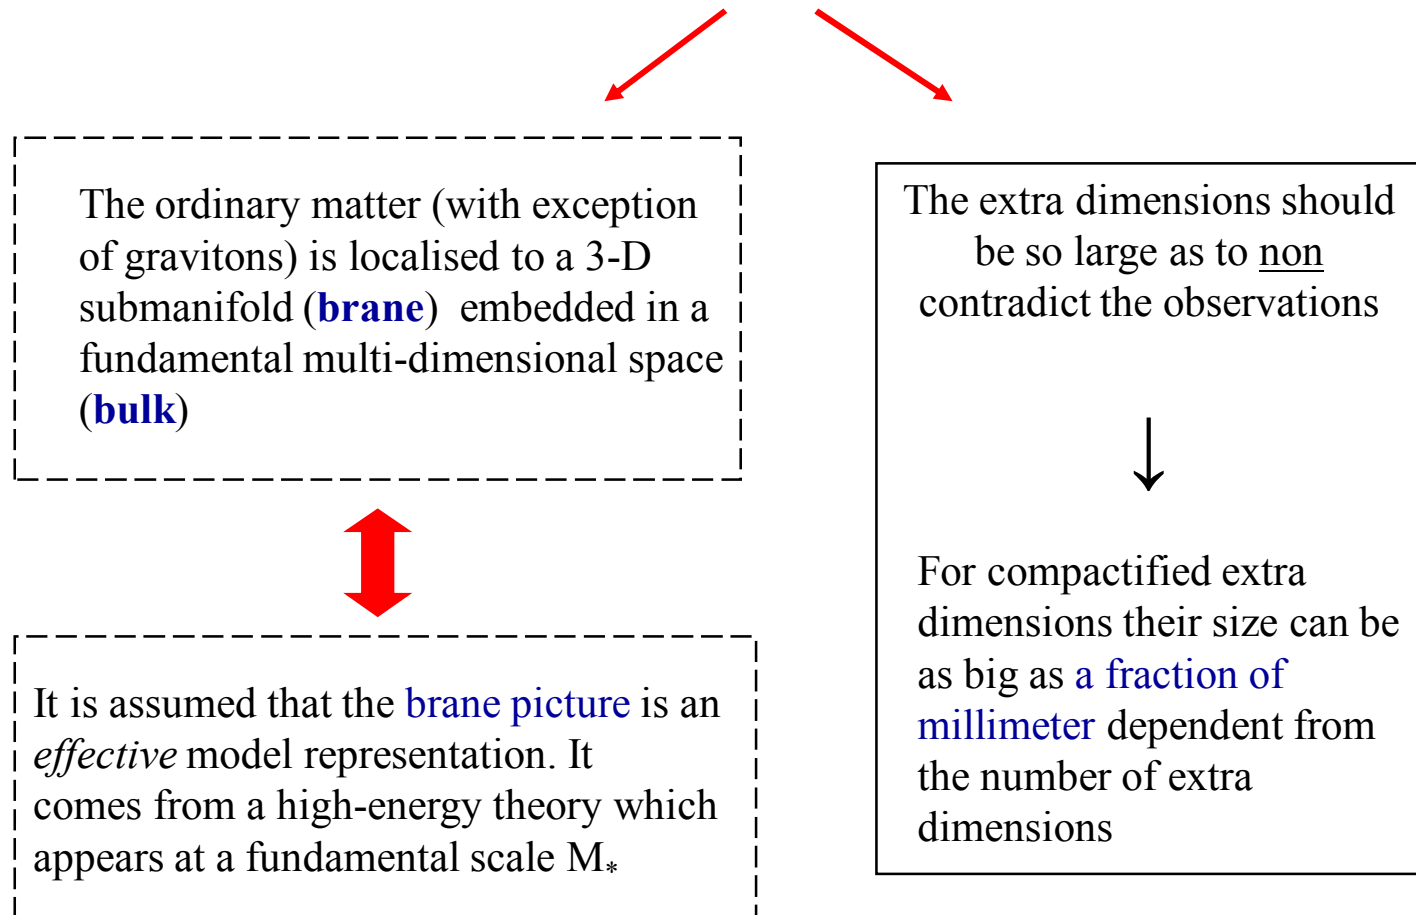 The ordinary matter (with exception
of gravitons) is localised to a 3-D
submanifold (brane) embedded in a
fundamental multi-dimensional space
(bulk)
It is assumed that the brane picture is an
effective model representation. It
comes from a high-energy theory which
appears at a fundamental scale M*
The extra dimensions should
be so large as to non
contradict the observations
For compactified extra
dimensions their size can be
as big as a fraction of
millimeter dependent from
the number of extra
dimensions